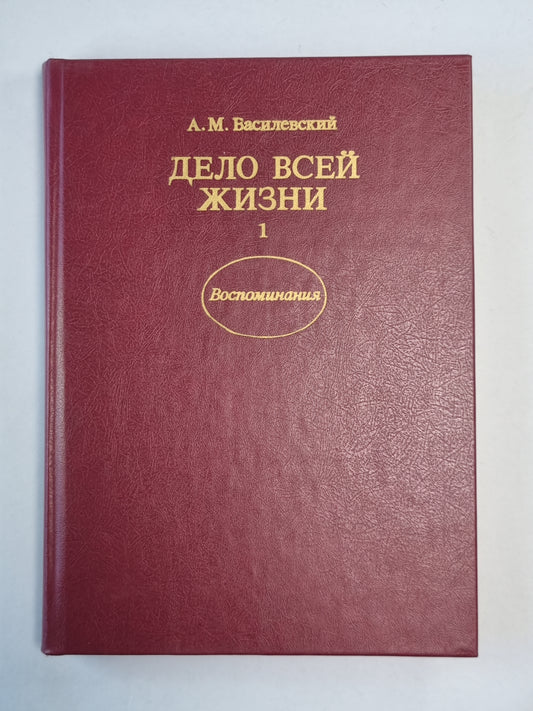 А. М. Василевский
ДЕЛО ВСЕЙ
ЖИЗНИ
1
Воспоминания